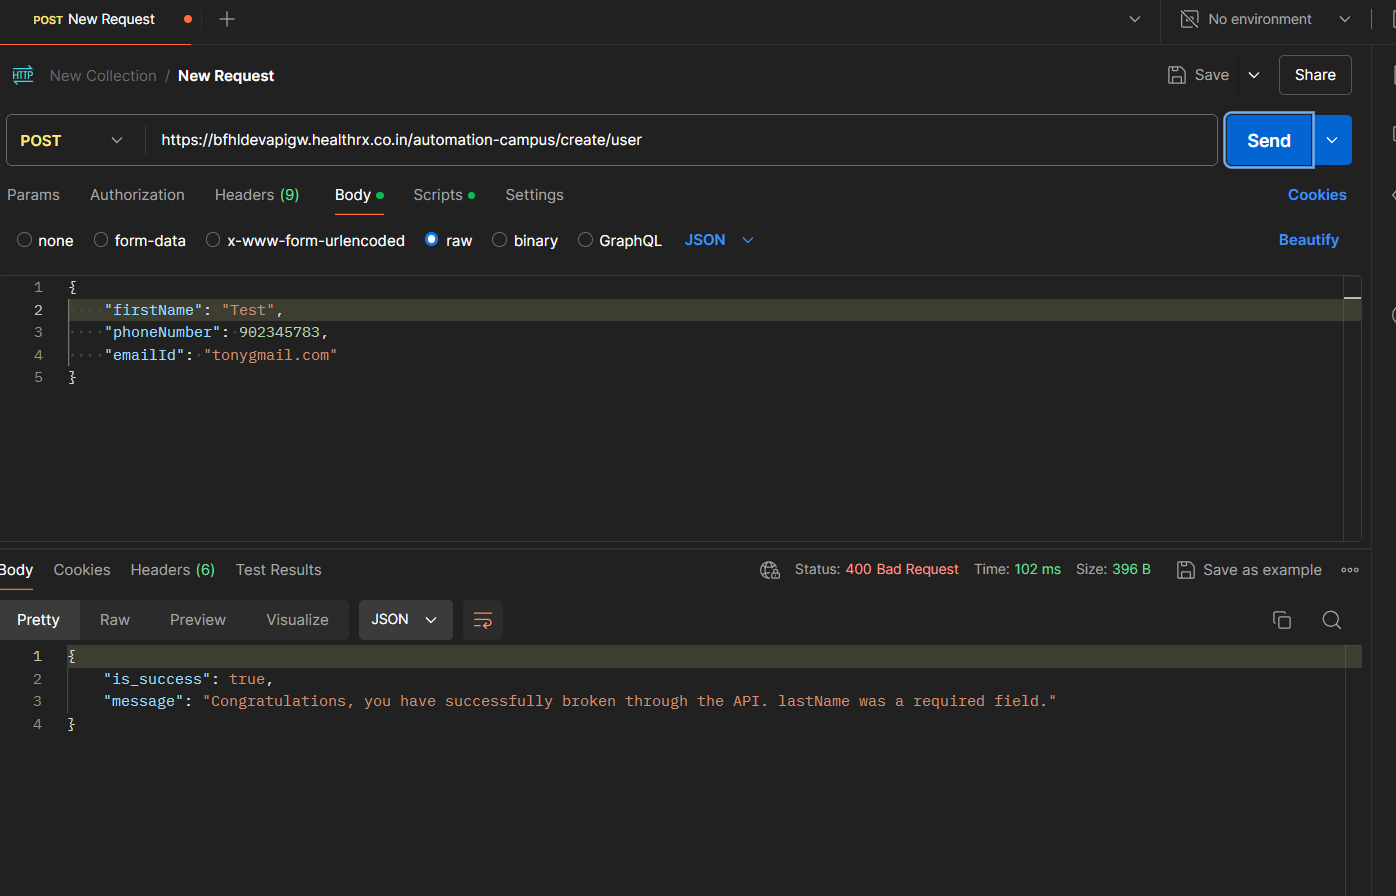 POST New Request
No environment
HTTP New Collection / New Request
Save
Share
POST
https://bfhldevapigw.healthrx.co.in/automation-campus/create/user
Send
Params Authorization Headers (9) Body Scripts Settings Cookies
none form-data x-www-form-urlencoded raw binary GraphQL JSON Beautify
1 {
2 "firstName": "Test",
3 "phoneNumber": 902345783,
4 "emailId": "tonygmail.com"
5 }
Body Cookies Headers (6) Test Results Status: 400 Bad Request Time: 102 ms Size: 396 B Save as example
Pretty Raw Preview Visualize JSON
1 {
2 "is_success": true,
3 "message": "Congratulations, you have successfully broken through the API. lastName was a required field."
4 }